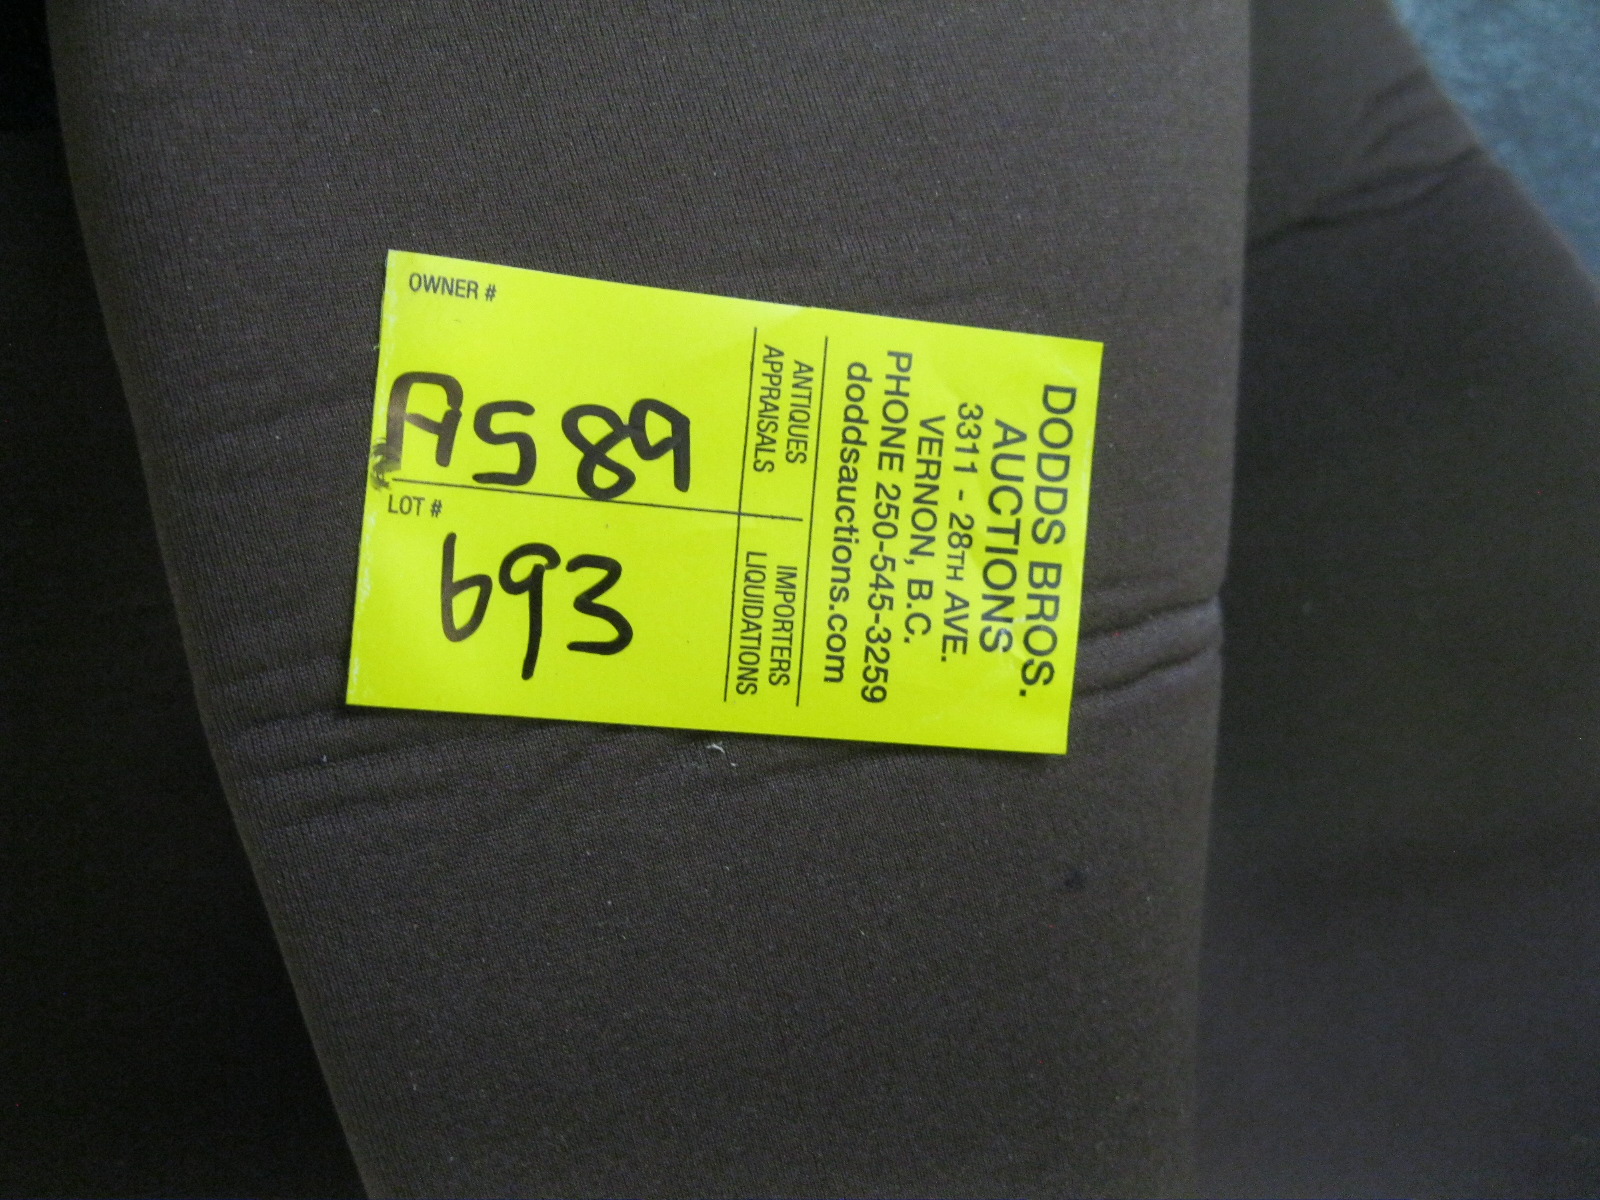 DODDS BROS.
AUCTIONS
3311 - 28TH AVE.
VERNON, B.C.
PHONE 250-545-3259
doddsauctions.com
ANTIQUES
APPRAISALS
IMPORTERS
LIQUIDATIONS
OWNER #
A589
LOT #
693